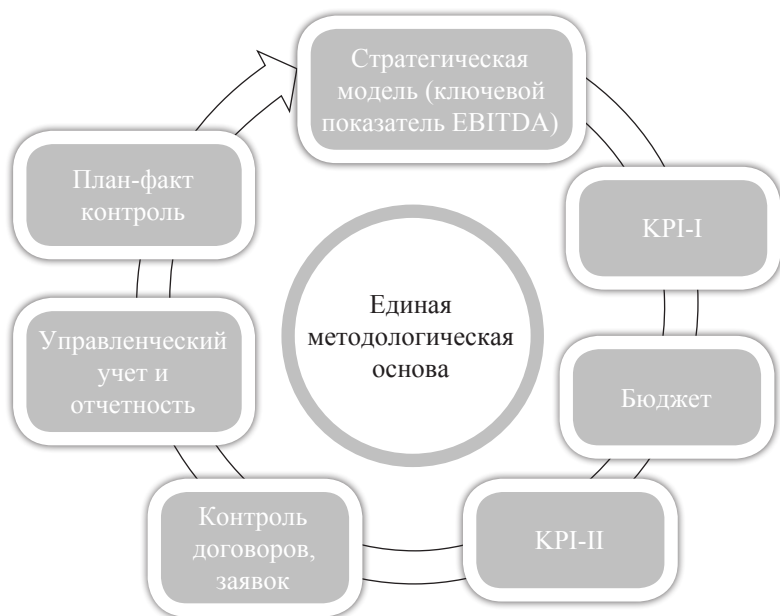 Стратегическая
модель (ключевой
показатель EBITDA)
KPI-I
Бюджет
KPI-II
Контроль
договоров,
заявок
Управленческий
учет и
отчетность
План-факт
контроль
Единая
методологическая
основа